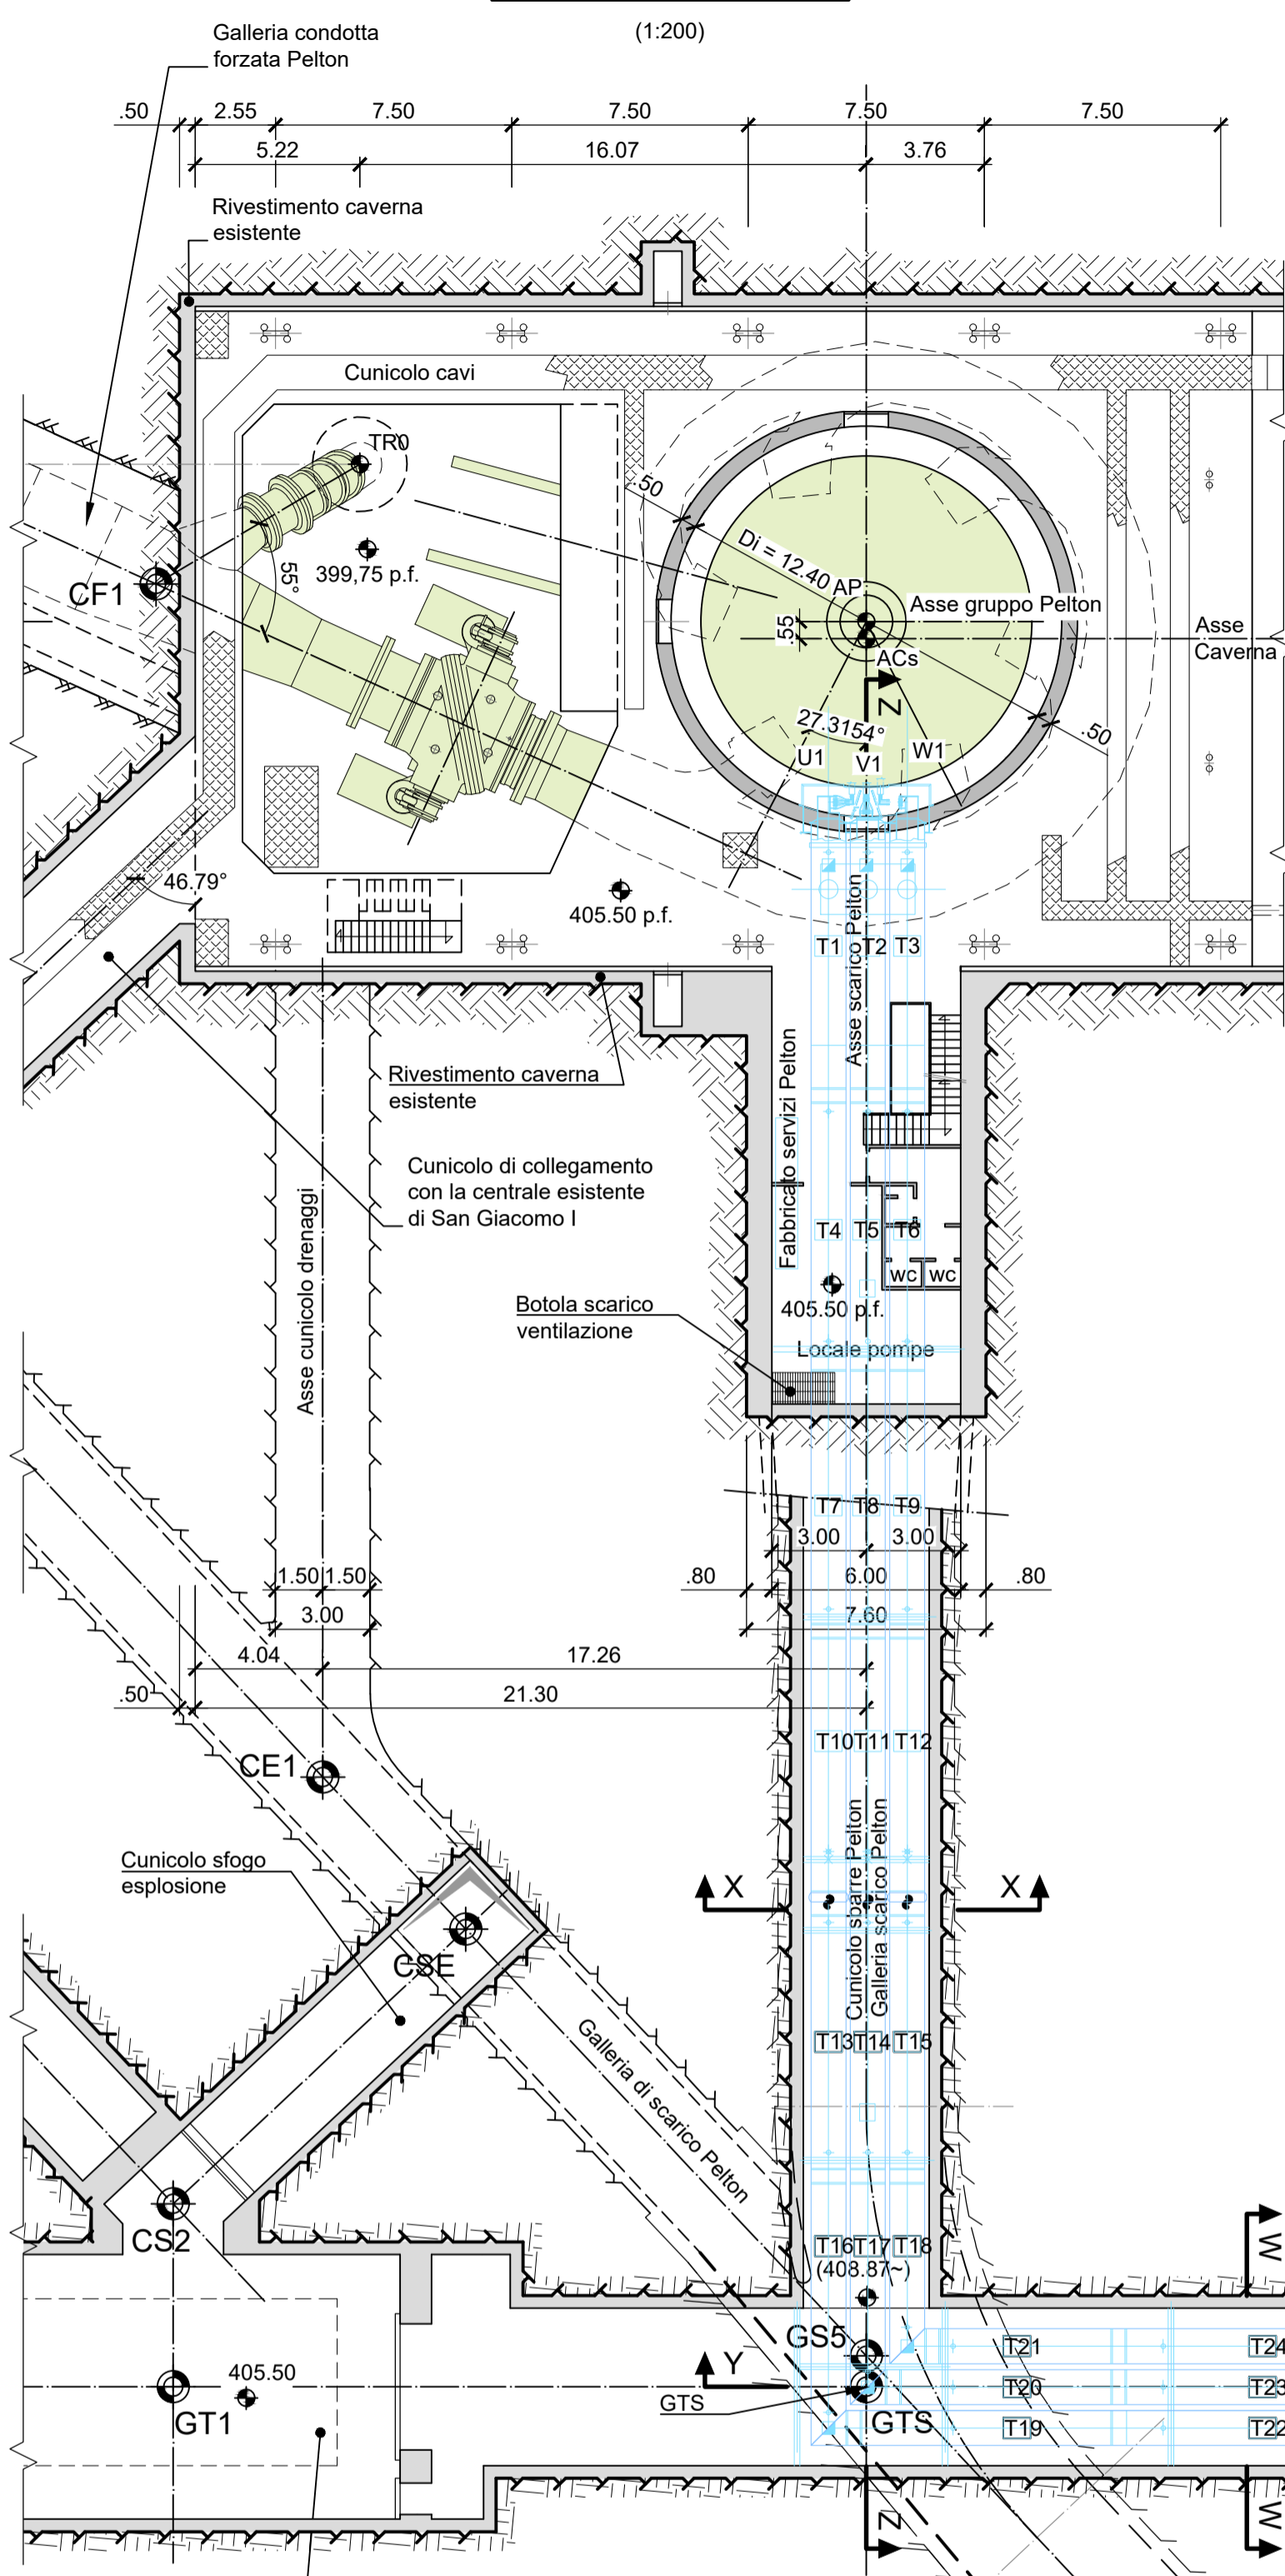 (1:200)
Galleria condotta
forzata Pelton
.50
2.55
7.50
7.50
7.50
7.50
5.22
16.07
3.76
Rivestimento caverna
esistente
Cunicolo cavi
TR0
.50
Di = 12.40
399,75 p.f.
CF1
55°
AP
Asse gruppo Pelton
.55
Asse
Caverna
ACs
Z
27.3154°
.50
U1
V1
W1
46.79°
405.50 p.f.
T1
T2
T3
Asse scarico Pelton
Rivestimento caverna
esistente
Fabbricato servizi Pelton
Cunicolo di collegamento
con la centrale esistente
di San Giacomo I
Asse cunicolo drenaggi
T4
T5
T6
wc
wc
405.50 p.f.
Botola scarico
ventilazione
Locale pompe
T7
T8
T9
3.00
3.00
1.50
1.50
.80
6.00
.80
3.00
7.60
4.04
17.26
.50
21.30
T10
T11
T12
CE1
Cunicolo sfogo
esplosione
X
X
Cunicolo sbarre Pelton
Galleria scarico Pelton
CSE
T13
T14
T15
Galleria di scarico Pelton
CS2
T16
T17
T18
(408.87~)
W
GS5
T21
T24
Y
405.50
GTS
T20
T23
GT1
GTS
T19
T22
Z
W